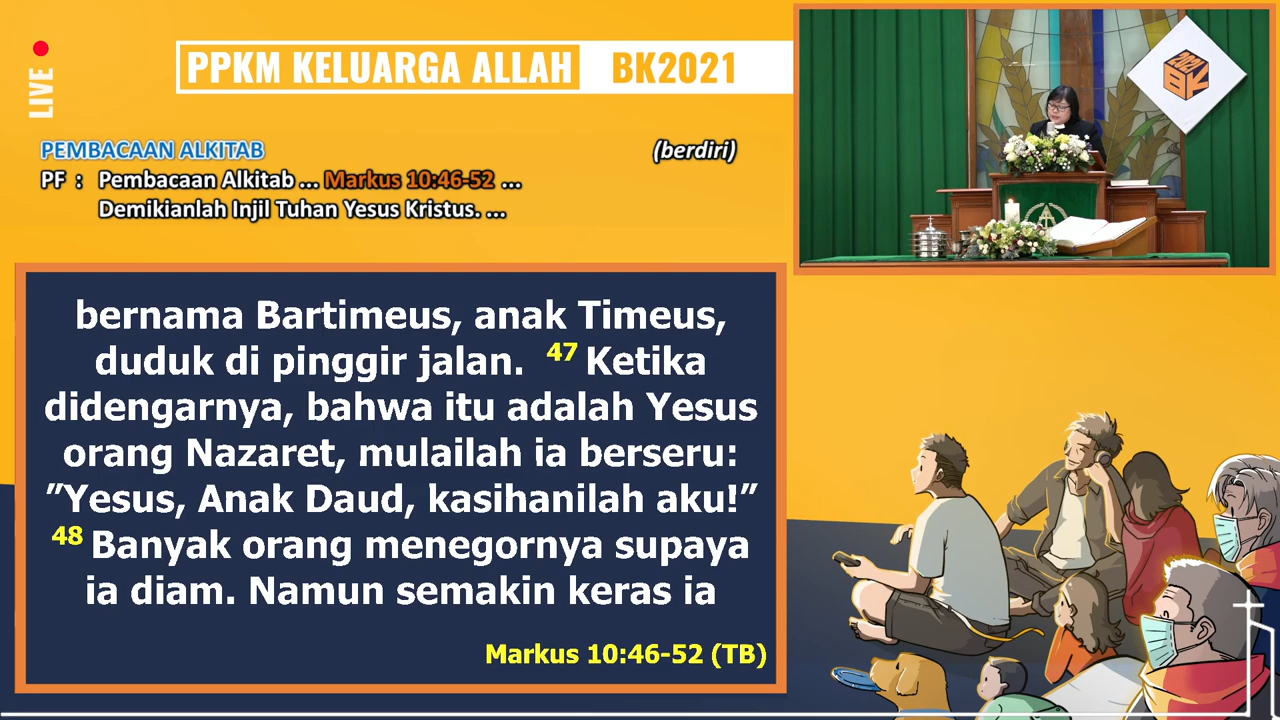 LIVE
PPKM KELUARGA ALLAH BK2021
PEMBACAAN ALKITAB (berdiri)
PF : Pembacaan Alkitab ... Markus 10:46-52 ...
Demikianlah Injil Tuhan Yesus Kristus. ...
bernama Bartimeus, anak Timeus,
duduk di pinggir jalan. 47 Ketika
didengarnya, bahwa itu adalah Yesus
orang Nazaret, mulailah ia berseru:
”Yesus, Anak Daud, kasihanilah aku!”
48 Banyak orang menegornya supaya
ia diam. Namun semakin keras ia
Markus 10:46-52 (TB)
2021
BK